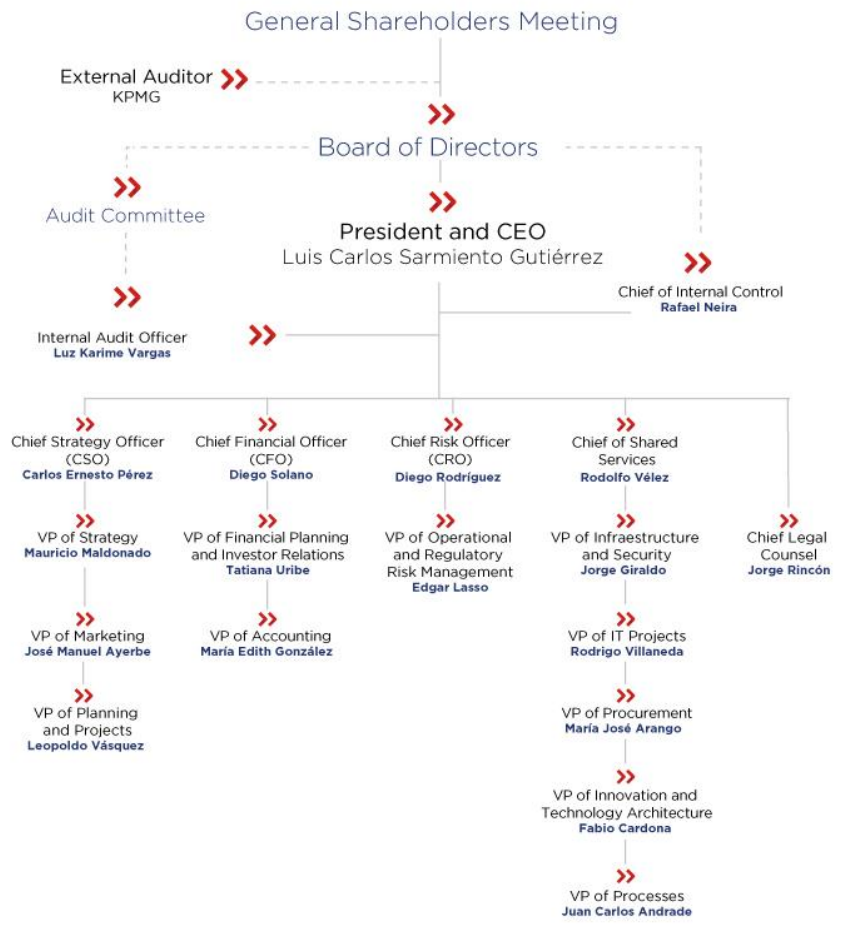 General Shareholders Meeting
External Auditor
KPMG
Board of Directors
Audit Committee
President and CEO
Luis Carlos Sarmiento Gutiérrez
Chief of Internal Control
Rafael Neira
Internal Audit Officer
Luz Karime Vargas
Chief Strategy Officer
(CSO)
Carlos Ernesto Pérez
Chief Financial Officer
(CFO)
Diego Solano
Chief Risk Officer
(CRO)
Diego Rodríguez
Chief of Shared
Services
Rodolfo Vélez
VP of Strategy
Mauricio Maldonado
VP of Financial Planning
and Investor Relations
Tatiana Uribe
VP of Operational
and Regulatory
Risk Management
Edgar Lasso
VP of Infraestructure
and Security
Jorge Giraldo
Chief Legal
Counsel
Jorge Rincón
VP of Marketing
José Manuel Ayerbe
VP of Accounting
María Edith González
VP of IT Projects
Rodrigo Villaneda
VP of Planning
and Projects
Leopoldo Vásquez
VP of Procurement
María José Arango
VP of Innovation and
Technology Architecture
Fabio Cardona
VP of Processes
Juan Carlos Andrade